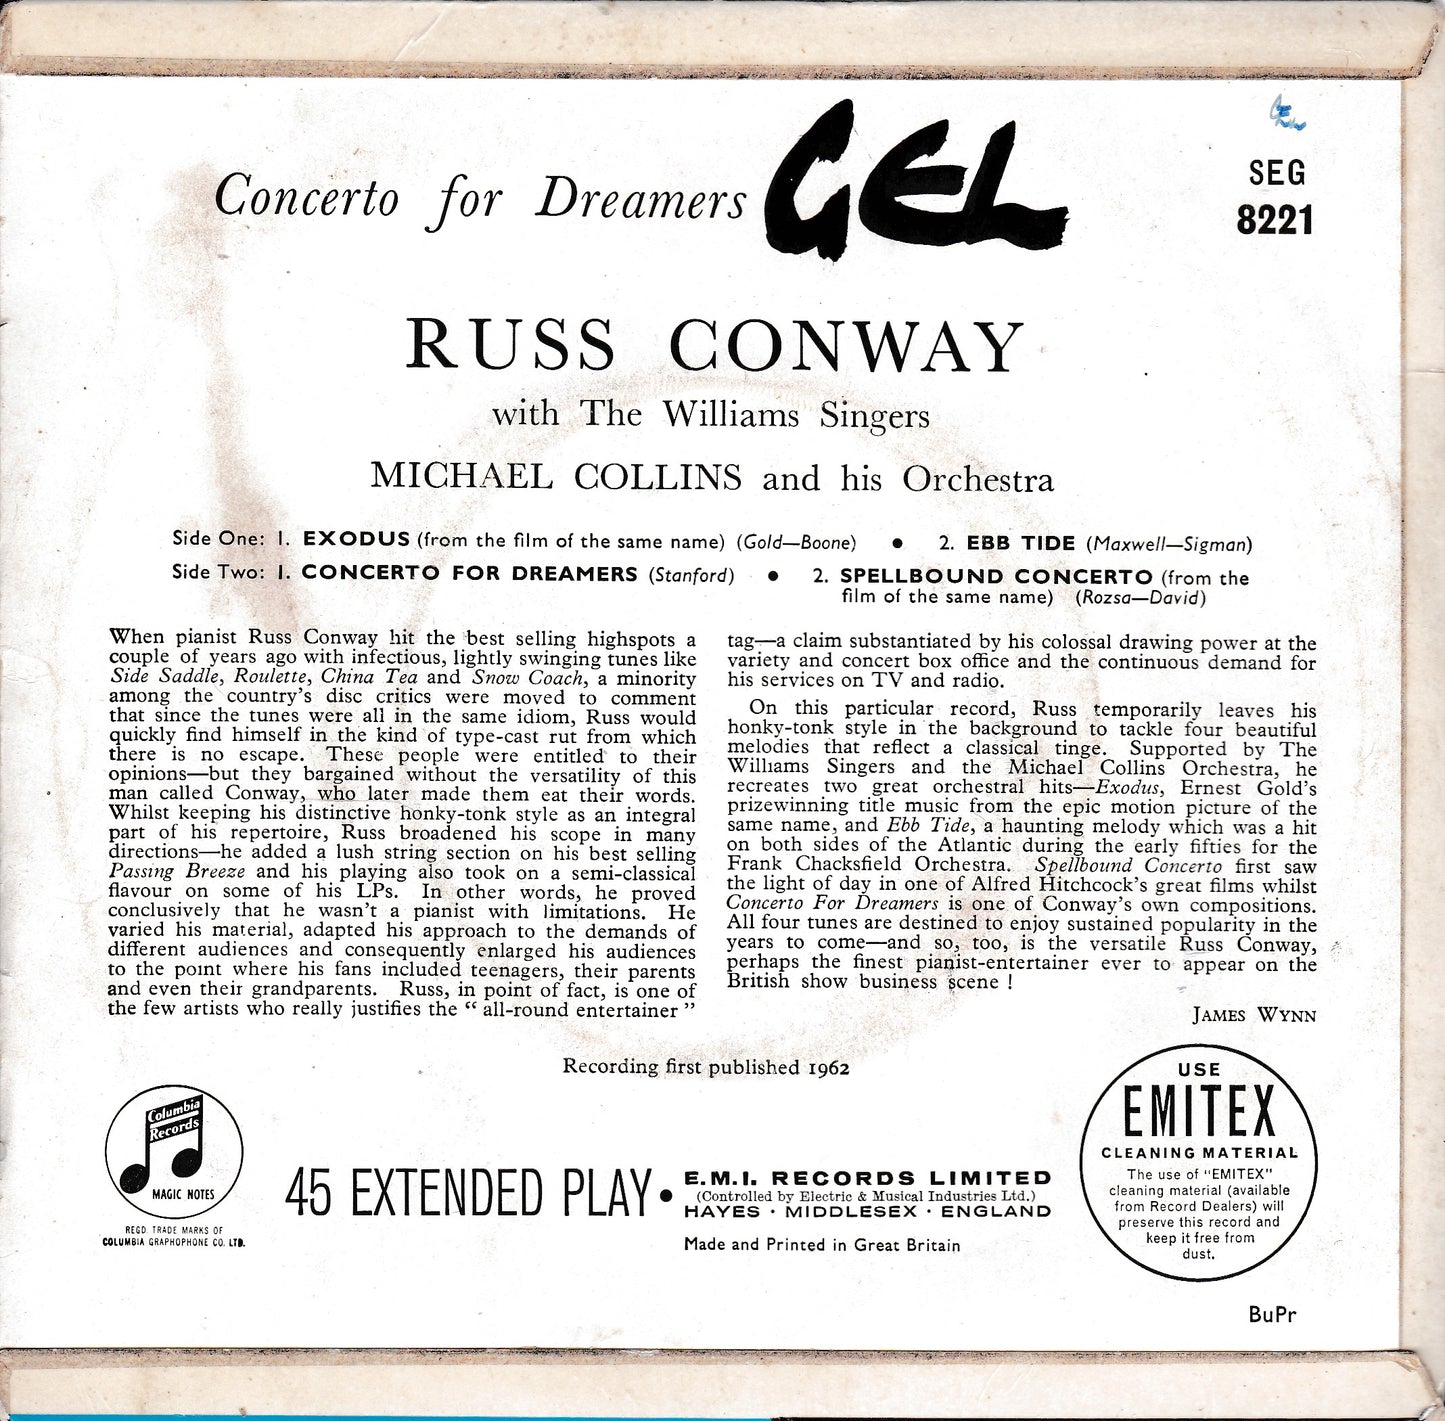 Concerto for Dreamers GEL
SEG
8221
RUSS CONWAY
with The Williams Singers
MICHAEL COLLINS and his Orchestra
Side One: 1. EXODUS (from the film of the same name) (Gold—Boone) ● 2. EBB TIDE (Maxwell—Sigman)
Side Two: 1. CONCERTO FOR DREAMERS (Stanford) ● 2. SPELLBOUND CONCERTO (from the
film of the same name) (Rozsa—David)
When pianist Russ Conway hit the best selling highspots a
couple of years ago with infectious, lightly swinging tunes like
Side Saddle, Roulette, China Tea and Snow Coach, a minority
among the country's disc critics were moved to comment
that since the tunes were all in the same idiom, Russ would
quickly find himself in the kind of type-cast rut from which
there is no escape. These people were entitled to their
opinions—but they bargained without the versatility of this
man called Conway, who later made them eat their words.
Whilst keeping his distinctive honky-tonk style as an integral
part of his repertoire, Russ broadened his scope in many
directions—he added a lush string section on his best selling
Passing Breeze and his playing also took on a semi-classical
flavour on some of his LPs. In other words, he proved
conclusively that he wasn't a pianist with limitations. He
varied his material, adapted his approach to the demands of
different audiences and consequently enlarged his audiences
to the point where his fans included teenagers, their parents
and even their grandparents. Russ, in point of fact, is one of
the few artists who really justifies the “ all-round entertainer ”
tag—a claim substantiated by his colossal drawing power at the
variety and concert box office and the continuous demand for
his services on TV and radio.
On this particular record, Russ temporarily leaves his
honky-tonk style in the background to tackle four beautiful
melodies that reflect a classical tinge. Supported by The
Williams Singers and the Michael Collins Orchestra, he
recreates two great orchestral hits—Exodus, Ernest Gold's
prizewinning title music from the epic motion picture of the
same name, and Ebb Tide, a haunting melody which was a hit
on both sides of the Atlantic during the early fifties for the
Frank Chacksfield Orchestra. Spellbound Concerto first saw
the light of day in one of Alfred Hitchcock's great films whilst
Concerto For Dreamers is one of Conway's own compositions.
All four tunes are destined to enjoy sustained popularity in the
years to come—and so, too, is the versatile Russ Conway,
perhaps the finest pianist-entertainer ever to appear on the
British show business scene !
JAMES WYNN
Recording first published 1962
Columbia
Records
MAGIC NOTES
REGD. TRADE MARKS OF
COLUMBIA GRAPHOPHONE CO. LTD.
45 EXTENDED PLAY ●
E.M.I. RECORDS LIMITED
(Controlled by Electric & Musical Industries Ltd.)
HAYES · MIDDLESEX · ENGLAND
Made and Printed in Great Britain
USE
EMITEX
CLEANING MATERIAL
The use of "EMITEX"
cleaning material (available
from Record Dealers) will
preserve this record and
keep it free from
dust.
BuPr